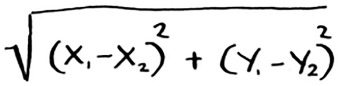 √((X₁-X₂)² + (Y₁-Y₂)²)